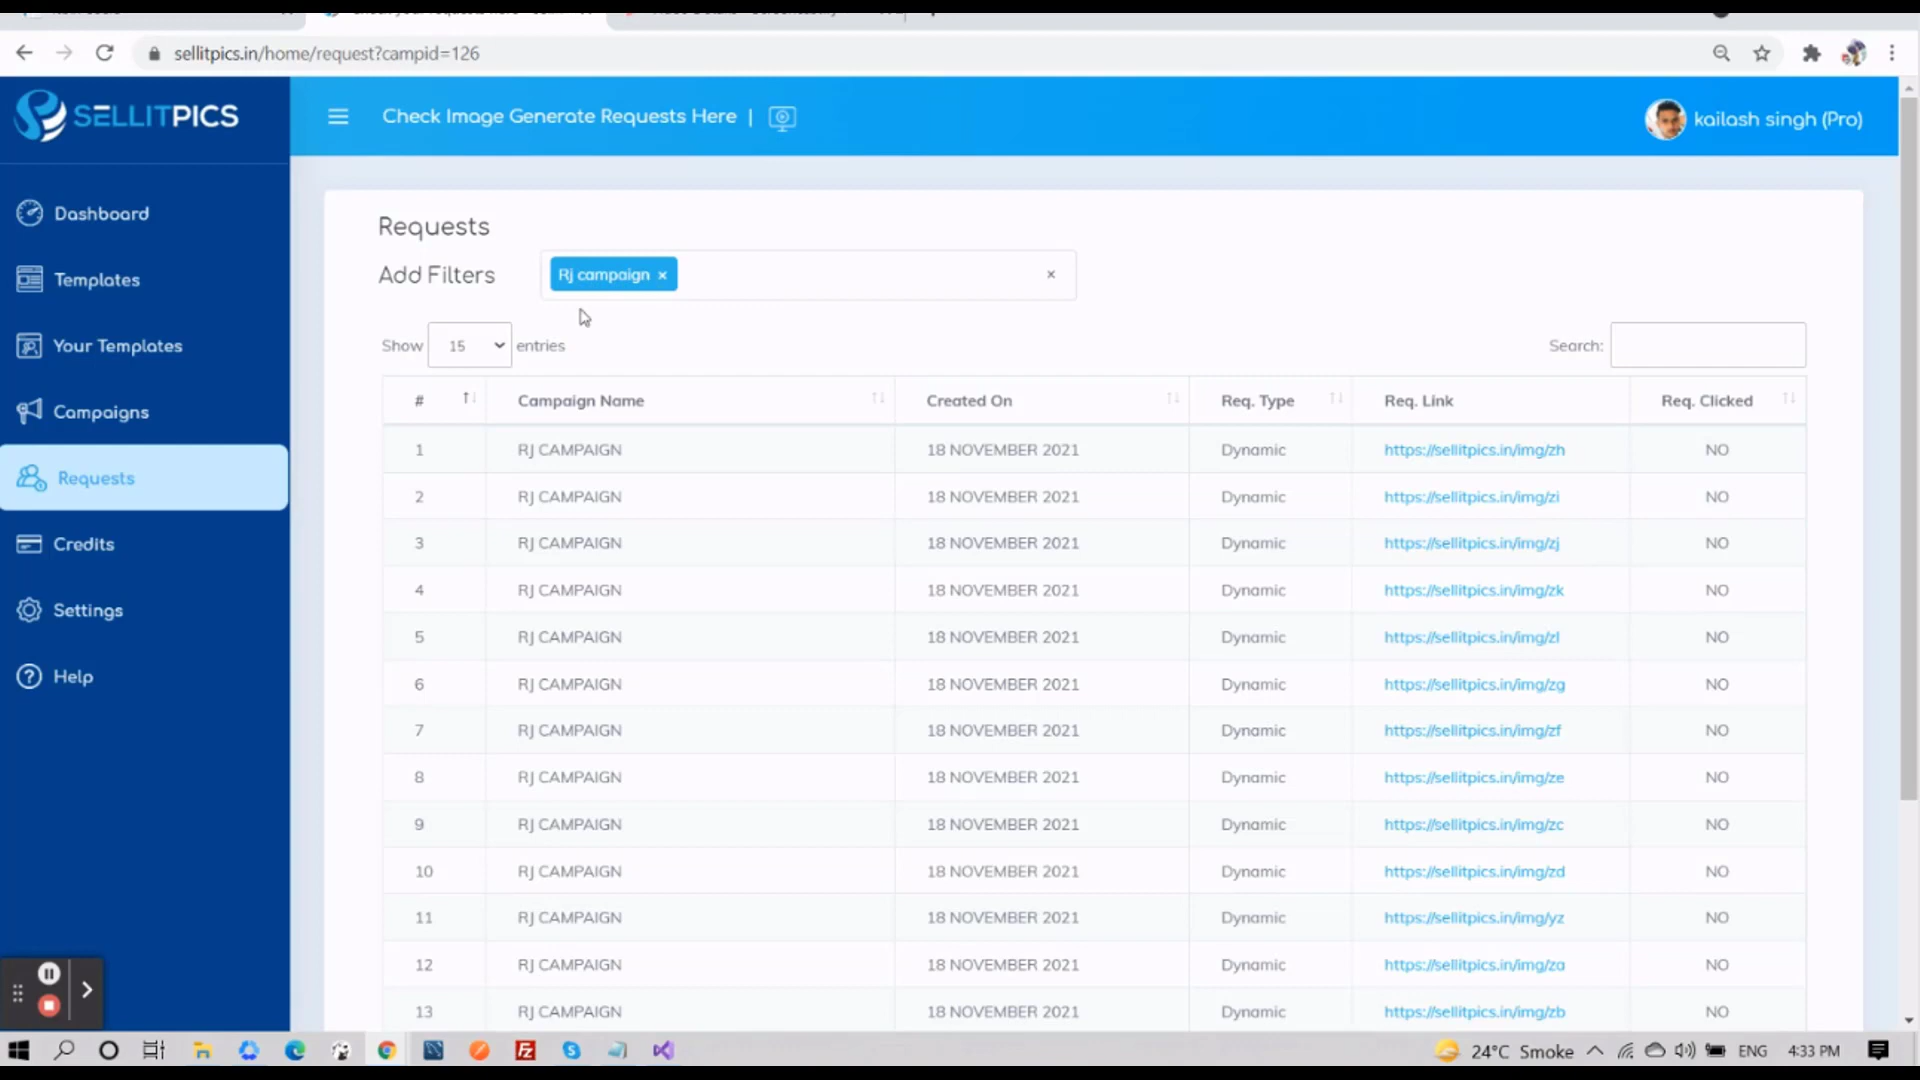 sellitpics.in/home/request?campid=126
SELLITPICS
Check Image Generate Requests Here |
kailash singh (Pro)
Dashboard
Templates
Your Templates
Campaigns
Requests
Credits
Settings
Help
Requests
Add Filters
Rj campaign ×
×
Show 15 entries
Search:
# Campaign Name Created On Req. Type Req. Link Req. Clicked
1 RJ CAMPAIGN 18 NOVEMBER 2021 Dynamic https://sellitpics.in/img/zh NO
2 RJ CAMPAIGN 18 NOVEMBER 2021 Dynamic https://sellitpics.in/img/zi NO
3 RJ CAMPAIGN 18 NOVEMBER 2021 Dynamic https://sellitpics.in/img/zj NO
4 RJ CAMPAIGN 18 NOVEMBER 2021 Dynamic https://sellitpics.in/img/zk NO
5 RJ CAMPAIGN 18 NOVEMBER 2021 Dynamic https://sellitpics.in/img/zl NO
6 RJ CAMPAIGN 18 NOVEMBER 2021 Dynamic https://sellitpics.in/img/zg NO
7 RJ CAMPAIGN 18 NOVEMBER 2021 Dynamic https://sellitpics.in/img/zf NO
8 RJ CAMPAIGN 18 NOVEMBER 2021 Dynamic https://sellitpics.in/img/ze NO
9 RJ CAMPAIGN 18 NOVEMBER 2021 Dynamic https://sellitpics.in/img/zc NO
10 RJ CAMPAIGN 18 NOVEMBER 2021 Dynamic https://sellitpics.in/img/zd NO
11 RJ CAMPAIGN 18 NOVEMBER 2021 Dynamic https://sellitpics.in/img/yz NO
12 RJ CAMPAIGN 18 NOVEMBER 2021 Dynamic https://sellitpics.in/img/za NO
13 RJ CAMPAIGN 18 NOVEMBER 2021 Dynamic https://sellitpics.in/img/zb NO
24°C Smoke ENG 4:33 PM